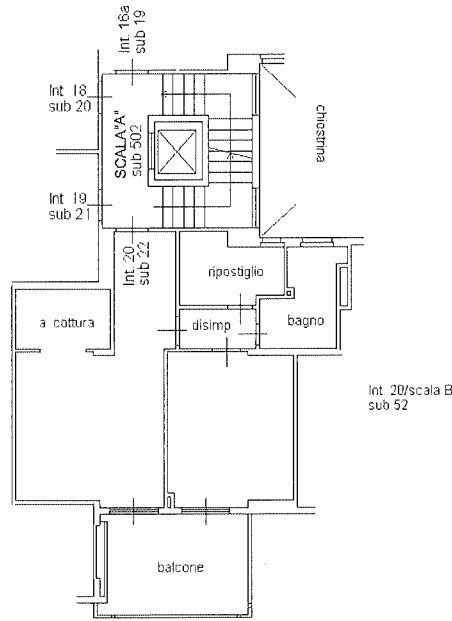 Int. 16a
sub 19
Int. 18
sub 20
SCALA"A"
sub 502
chiostrina
Int. 19
sub 21
Int. 20
sub 22
ripostiglio
a. cottura
disimp.
bagno
Int. 20/scala B
sub 52
balcone